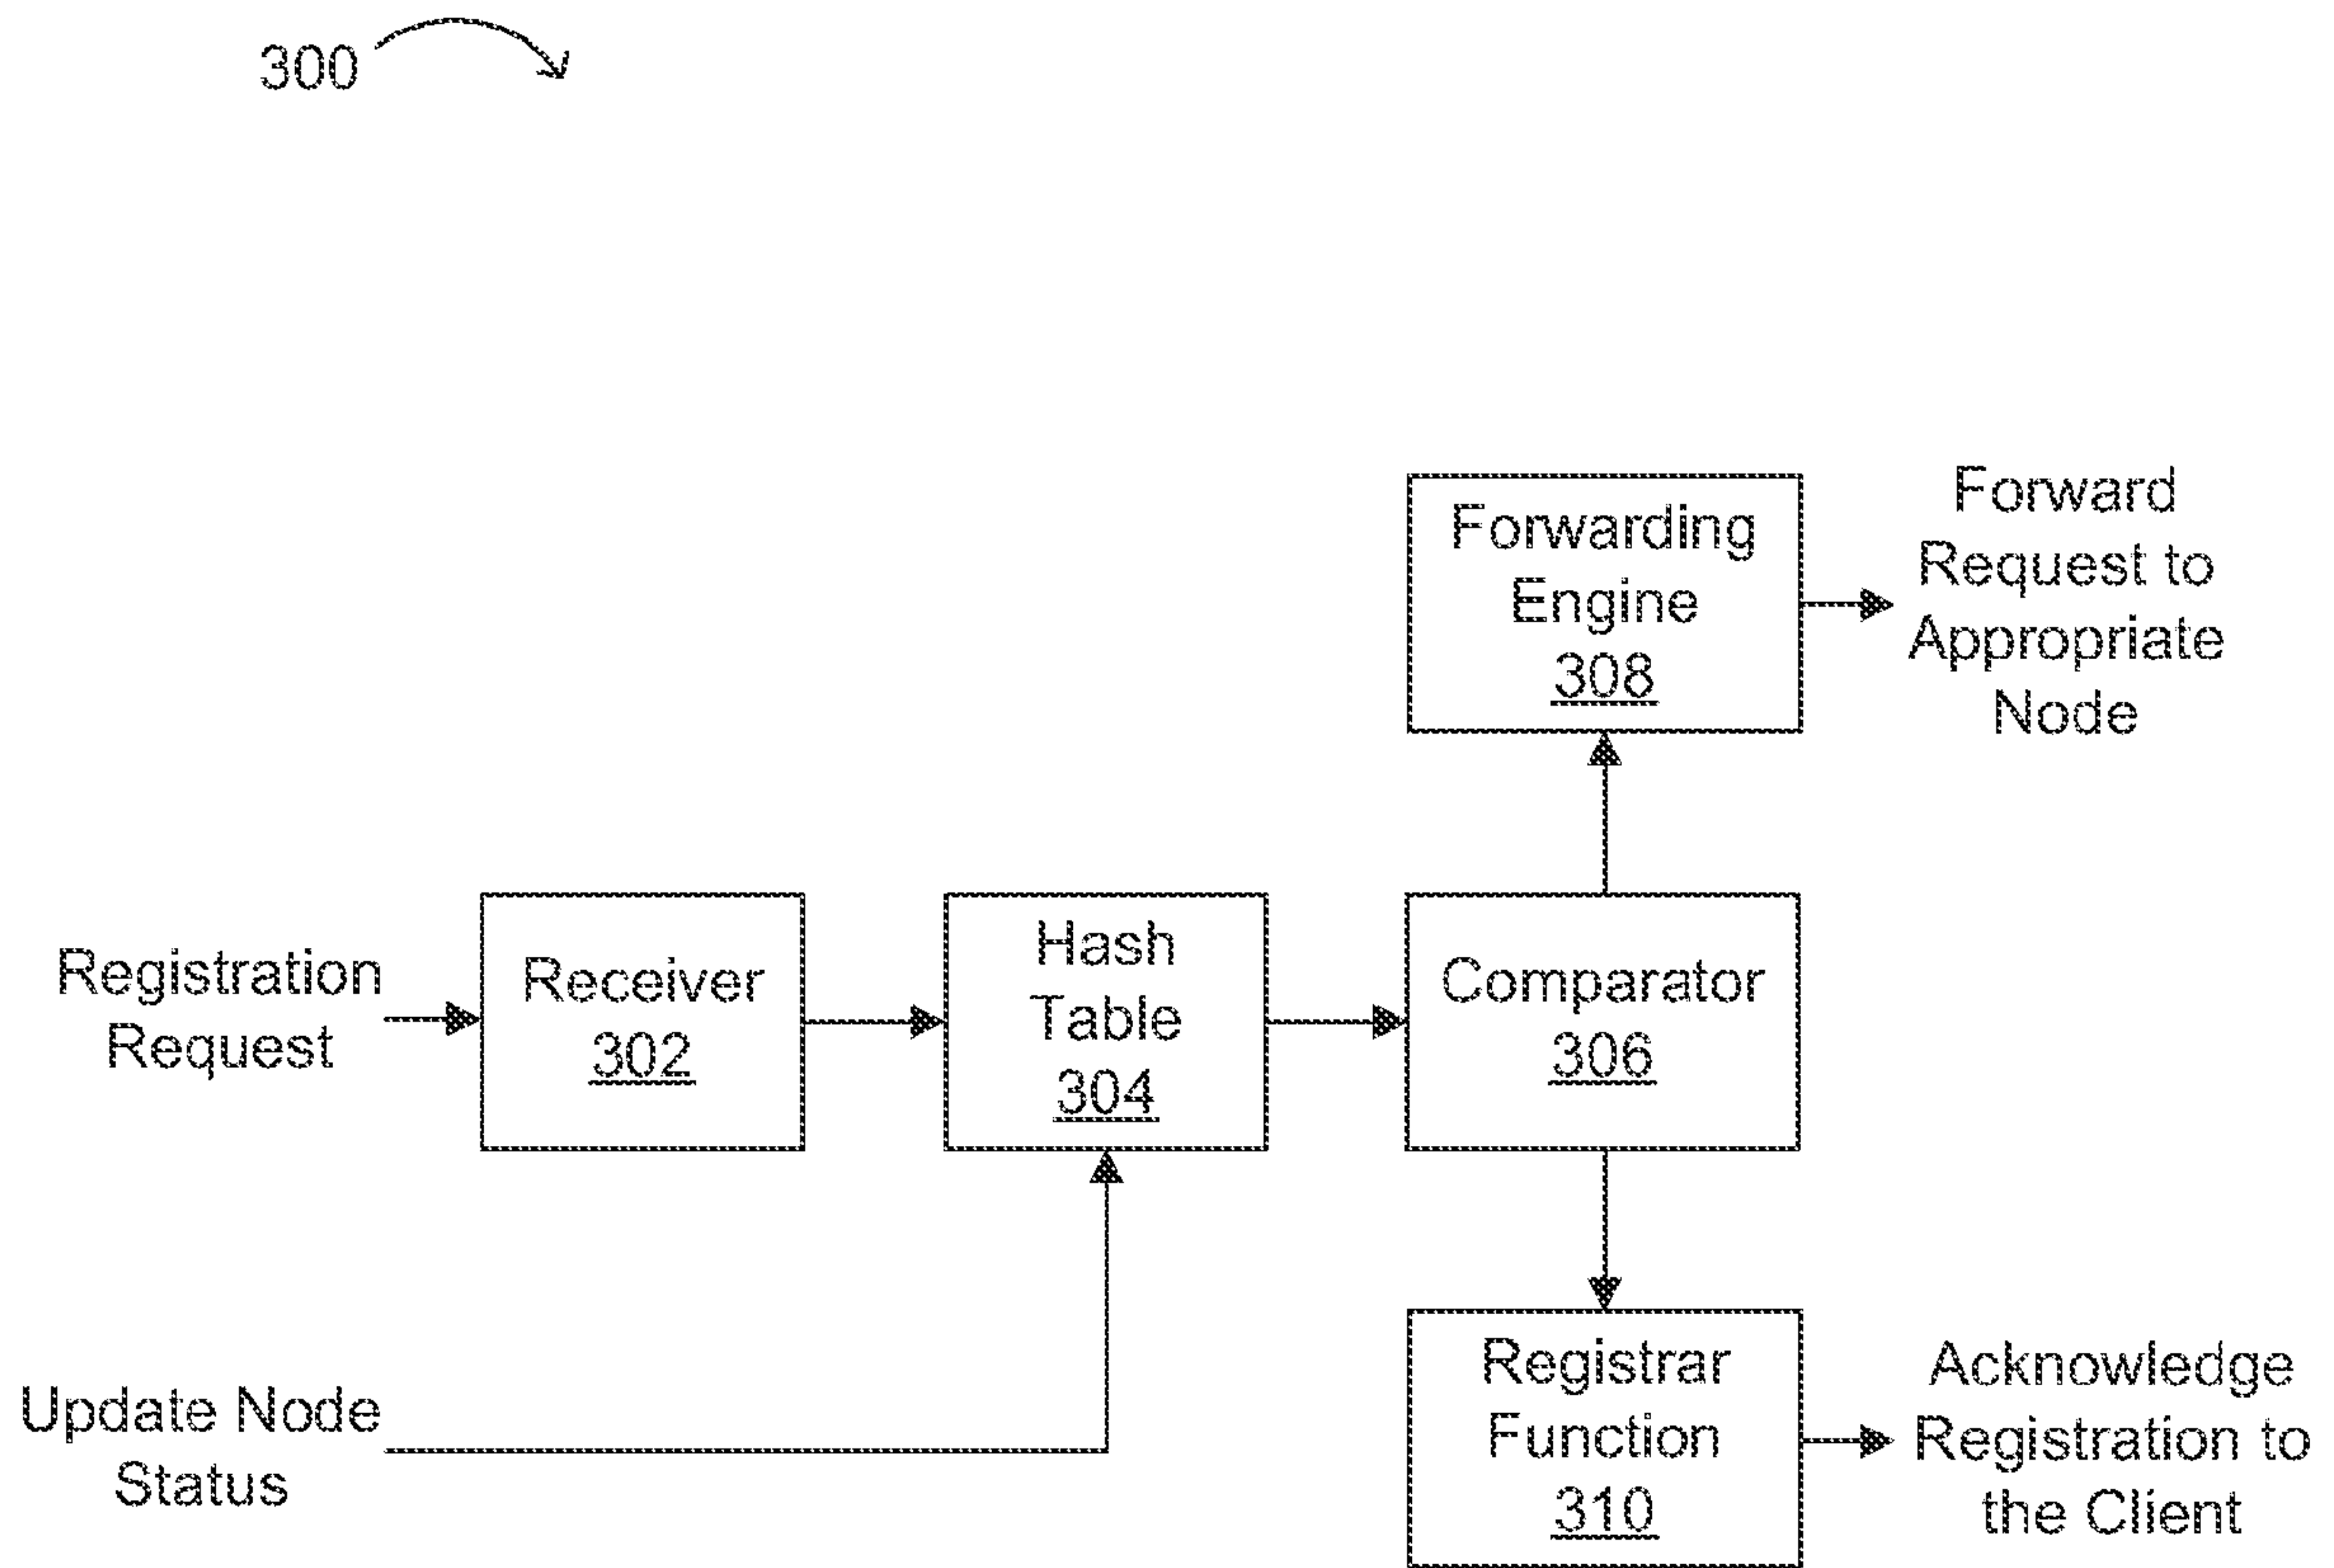 300
Forwarding
Engine
308
Forward
Request to
Appropriate
Node
Registration
Request
Receiver
302
Hash
Table
304
Comparator
306
Update Node
Status
Registrar
Function
310
Acknowledge
Registration to
the Client